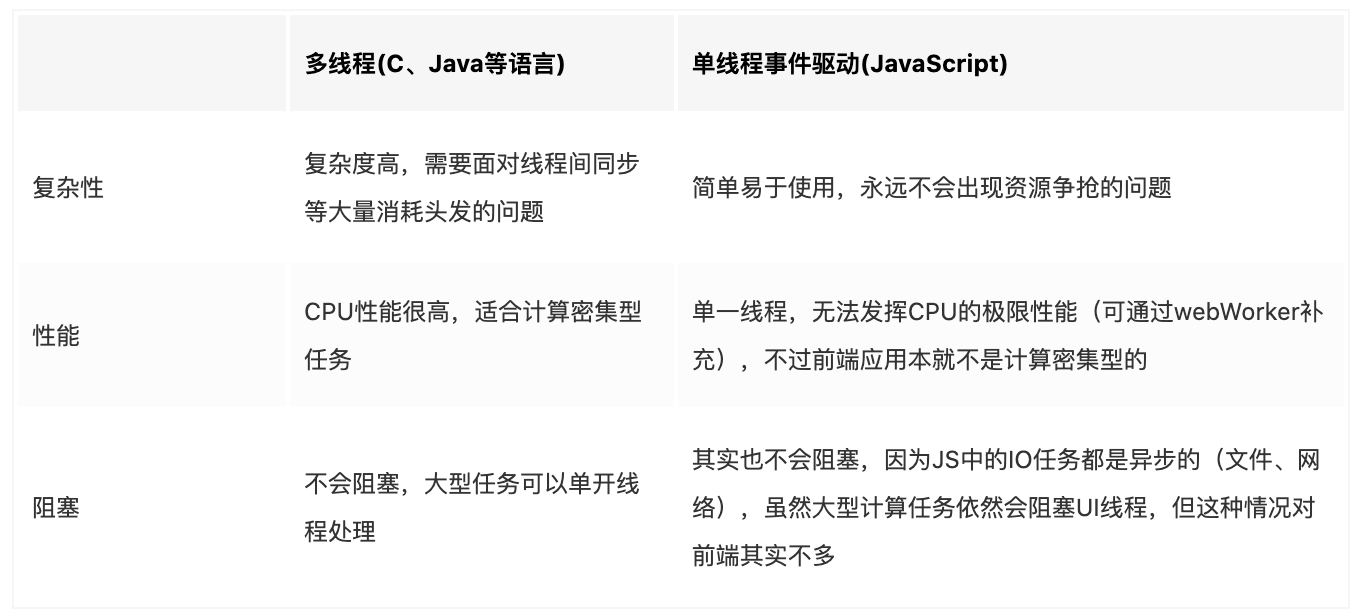 多线程(C、Java等语言)
单线程事件驱动(JavaScript)
复杂性
复杂度高，需要面对线程间同步
等大量消耗头发的问题
简单易于使用，永远不会出现资源争抢的问题
性能
CPU性能很高，适合计算密集型
任务
单一线程，无法发挥CPU的极限性能（可通过webWorker补
充），不过前端应用本就不是计算密集型的
阻塞
不会阻塞，大型任务可以单开线
程处理
其实也不会阻塞，因为JS中的IO任务都是异步的（文件、网
络），虽然大型计算任务依然会阻塞UI线程，但这种情况对
前端其实不多